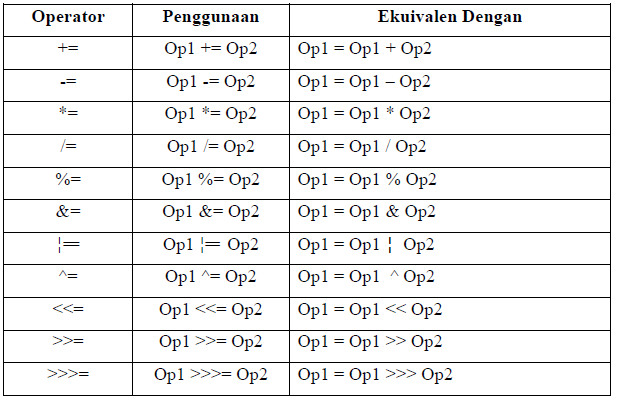 Operator Penggunaan Ekuivalen Dengan
+= Op1 += Op2 Op1 = Op1 + Op2
-= Op1 -= Op2 Op1 = Op1 – Op2
*= Op1 *= Op2 Op1 = Op1 * Op2
/= Op1 /= Op2 Op1 = Op1 / Op2
%= Op1 %= Op2 Op1 = Op1 % Op2
&= Op1 &= Op2 Op1 = Op1 & Op2
¦= Op1 ¦= Op2 Op1 = Op1 ¦ Op2
^= Op1 ^= Op2 Op1 = Op1 ^ Op2
<<= Op1 <<= Op2 Op1 = Op1 << Op2
>>= Op1 >>= Op2 Op1 = Op1 >> Op2
>>>= Op1 >>>= Op2 Op1 = Op1 >>> Op2